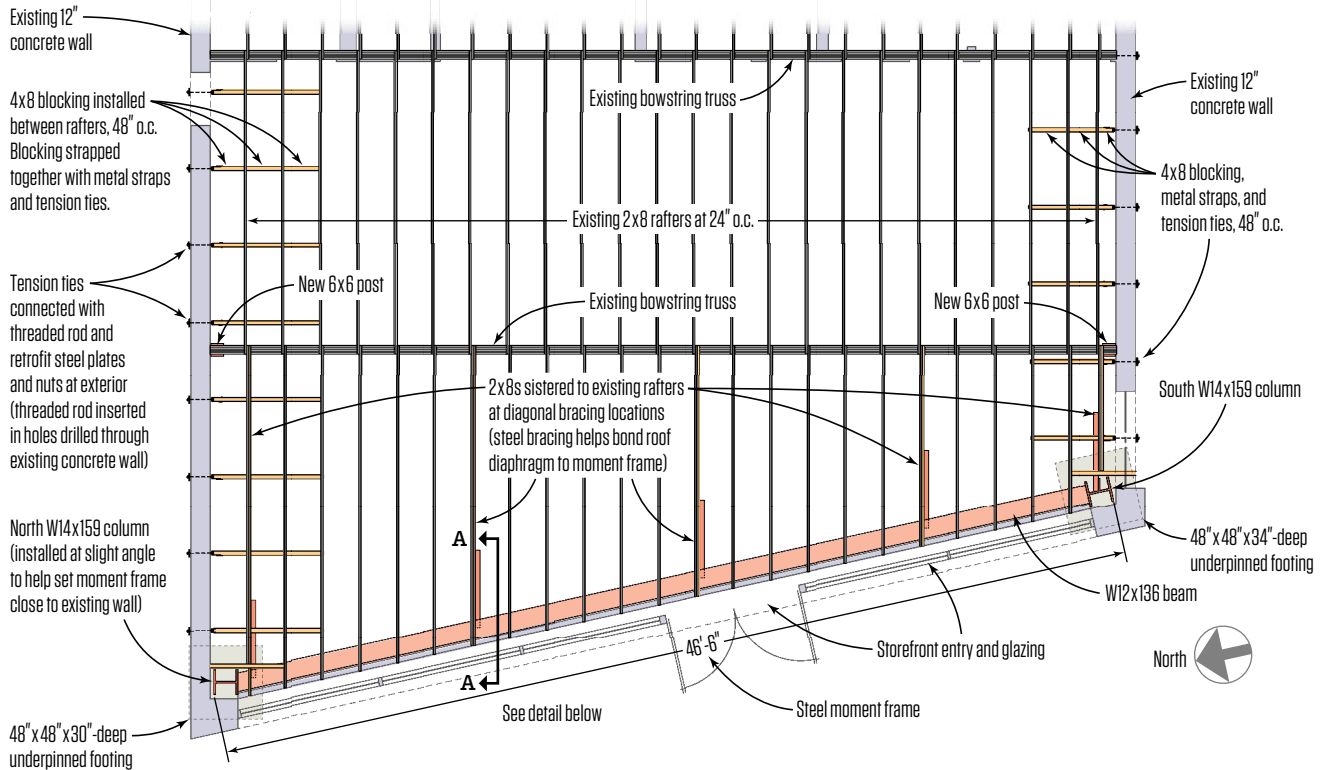 Existing 12"
concrete wall
4x8 blocking installed
between rafters, 48" o.c.
Blocking strapped
together with metal straps
and tension ties.
Tension ties
connected with
threaded rod and
retrofit steel plates
and nuts at exterior
(threaded rod inserted
in holes drilled through
existing concrete wall)
North W14x159 column
(installed at slight angle
to help set moment frame
close to existing wall)
48"x48"x30"-deep
underpinned footing
Existing bowstring truss
Existing 2x8 rafters at 24" o.c.
New 6x6 post
Existing bowstring truss
New 6x6 post
2x8s sistered to existing rafters
at diagonal bracing locations
(steel bracing helps bond roof
diaphragm to moment frame)
A
A
See detail below
46'-6"
Existing 12"
concrete wall
4x8 blocking,
metal straps, and
tension ties, 48" o.c.
South W14x159 column
48"x48"x34"-deep
underpinned footing
W12x136 beam
Storefront entry and glazing
Steel moment frame
North